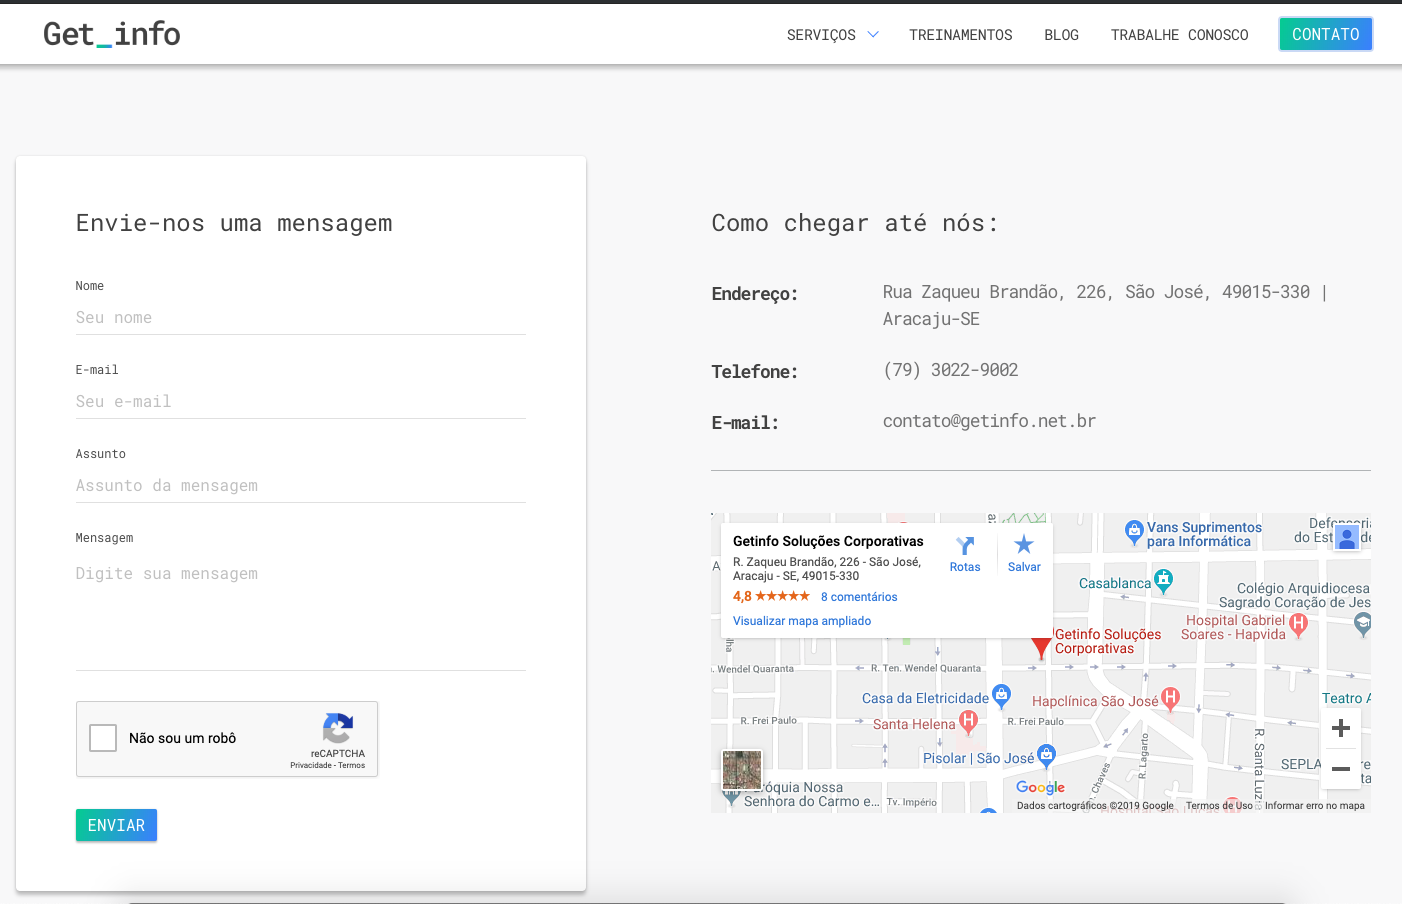 Get_info
SERVIÇOS
TREINAMENTOS
BLOG
TRABALHE CONOSCO
CONTATO
Envie-nos uma mensagem
Nome
Seu nome
E-mail
Seu e-mail
Assunto
Assunto da mensagem
Mensagem
Digite sua mensagem
Não sou um robô
reCAPTCHA
Privacidade - Termos
ENVIAR
Como chegar até nós:
Endereço:
Rua Zaqueu Brandão, 226, São José, 49015-330 |
Aracaju-SE
Telefone:
(79) 3022-9002
E-mail:
contato@getinfo.net.br
Getinfo Soluções Corporativas
R. Zaqueu Brandão, 226 - São José,
Aracaju - SE, 49015-330
4,8
8 comentários
Visualizar mapa ampliado
Rotas
Salvar
Vans Suprimentos
para Informática
do Est
Casablanca
Colégio Arquidiocesa
Sagrado Coração de Jes
Hospital Gabriel
Soares - Hapvida
Getinfo Soluções
Corporativas
. Wendel Quaranta
R. Ten. Wendel Quaranta
Casa da Eletricidade
Hapclínica São José
Teatro A
R. Frei Paulo
Santa Helena
R. Frei Paulo
Pisolar | São José
R. Lagarto
. Chaves
R. Santa Luzi
SEPLA
óquia Nossa
Senhora do Carmo e...
Tv. Império
Google
Dados cartográficos ©2019 Google
Termos de Uso
Informar erro no mapa